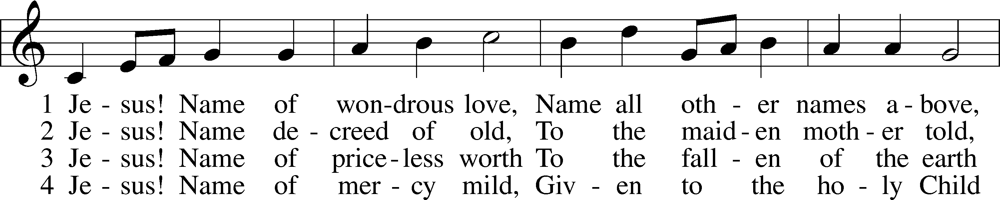 1 Je - sus! Name of won-drous love, Name all oth - er names a - bove,
2 Je - sus! Name de - creed of old, To the maid - en moth - er told,
3 Je - sus! Name of price - less worth To the fall - en of the earth
4 Je - sus! Name of mer - cy mild, Giv - en to the ho - ly Child